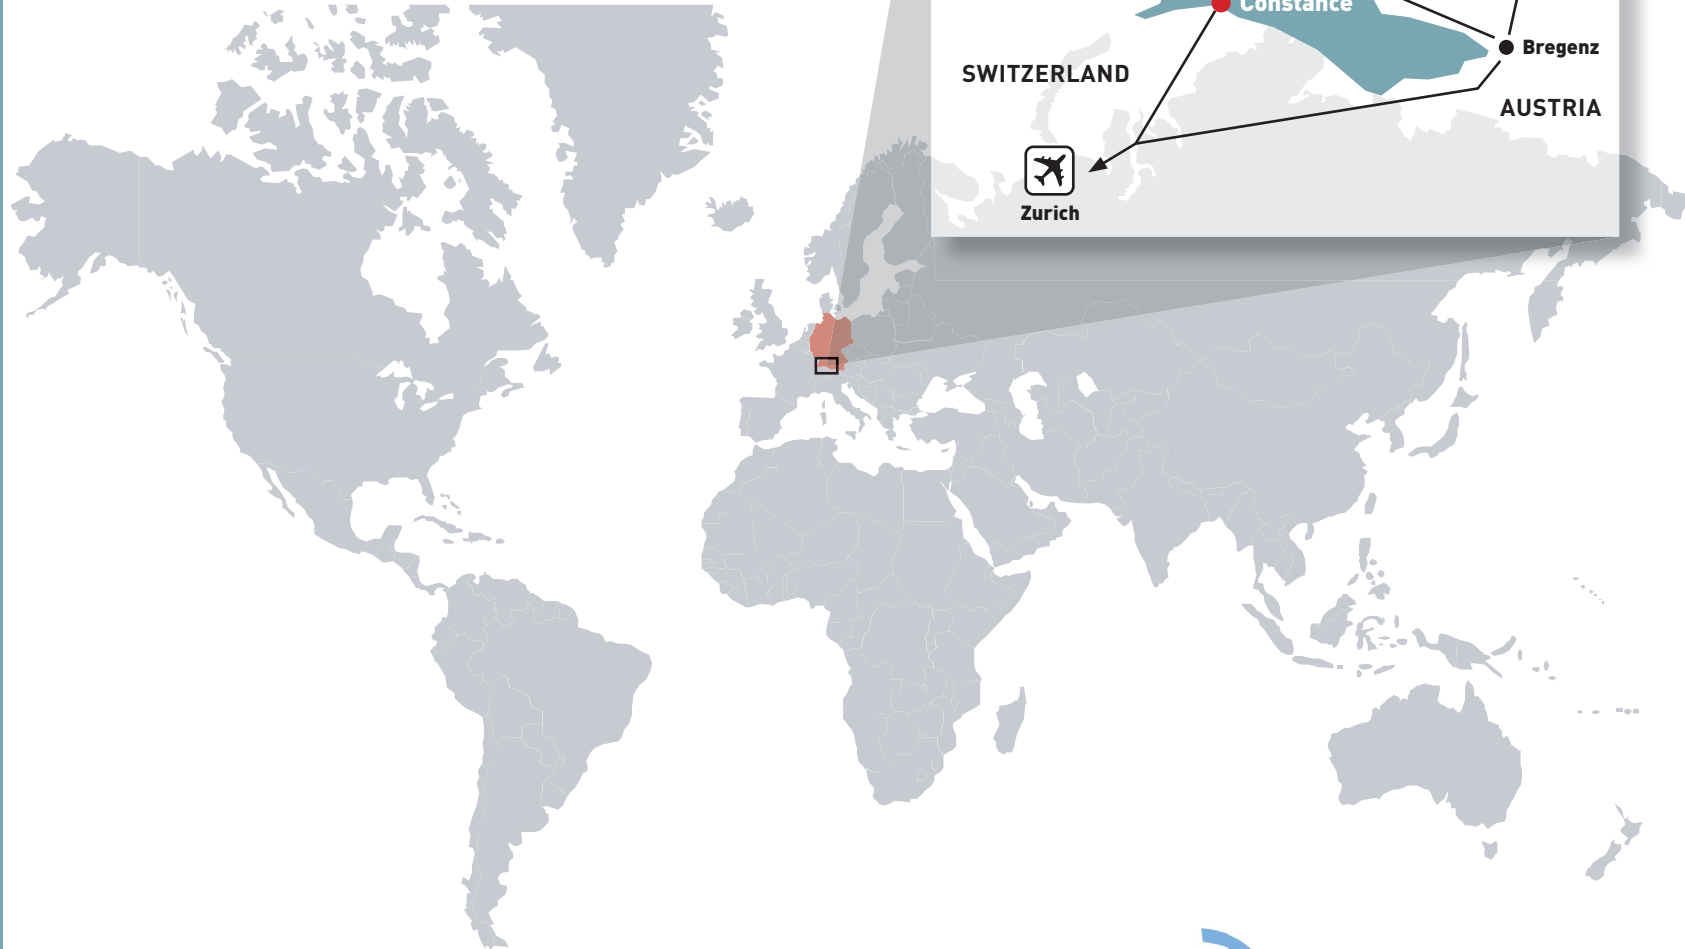 Constance
Bregenz
SWITZERLAND
AUSTRIA
Zurich